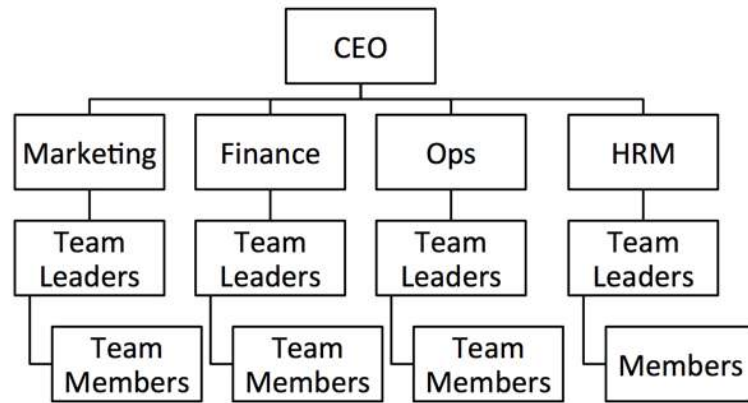 CEO
Marketing
Finance
Ops
HRM
Team
Leaders
Team
Leaders
Team
Leaders
Team
Leaders
Team
Members
Team
Members
Team
Members
Members